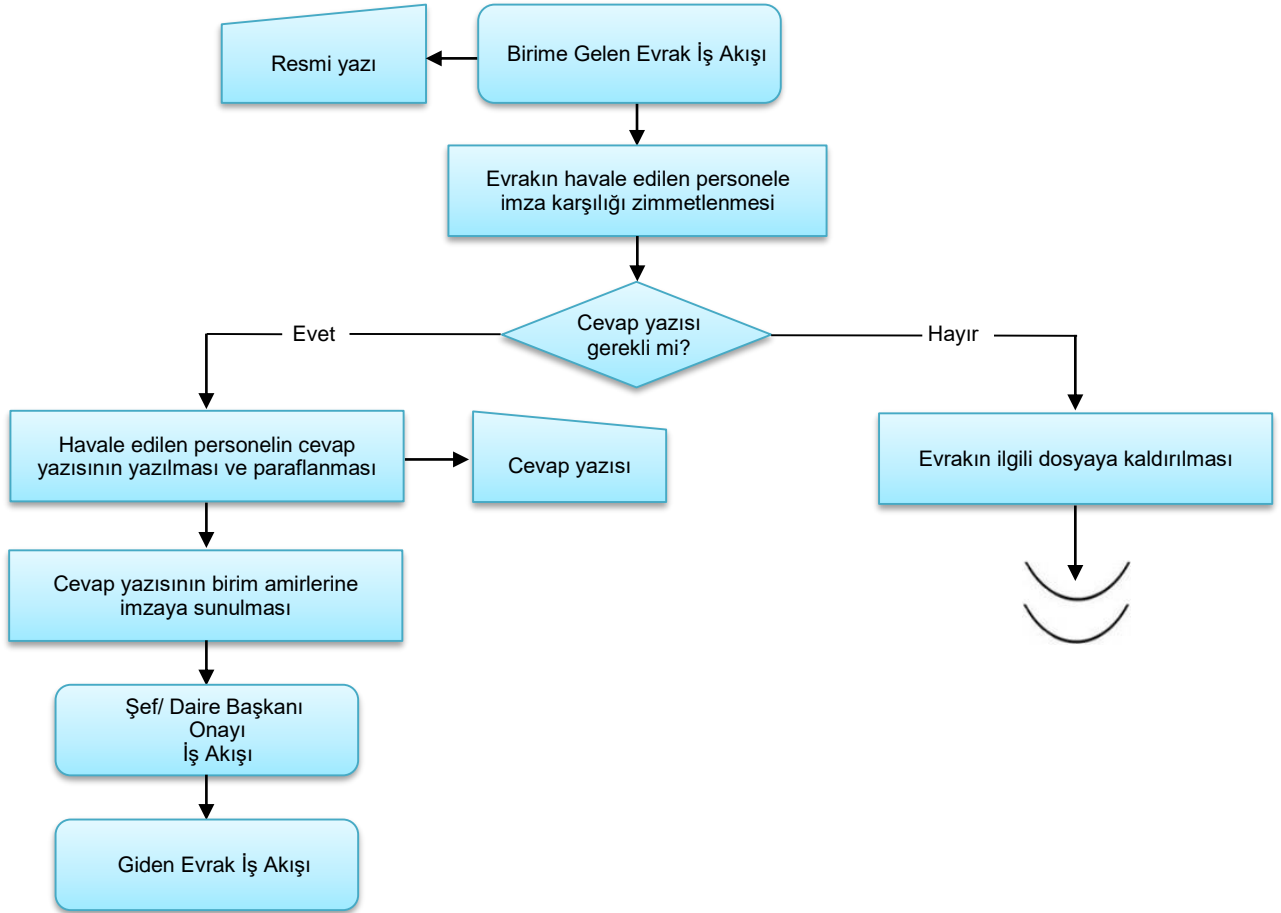 Resmi yazı
Birime Gelen Evrak İş Akışı
Evrakın havale edilen personele
imza karşılığı zimmetlenmesi
Cevap yazısı
gerekli mi?
Evet
Hayır
Havale edilen personelin cevap
yazısının yazılması ve paraflanması
Cevap yazısı
Evrakın ilgili dosyaya kaldırılması
Cevap yazısının birim amirlerine
imzaya sunulması
Şef/ Daire Başkanı
Onayı
İş Akışı
Giden Evrak İş Akışı